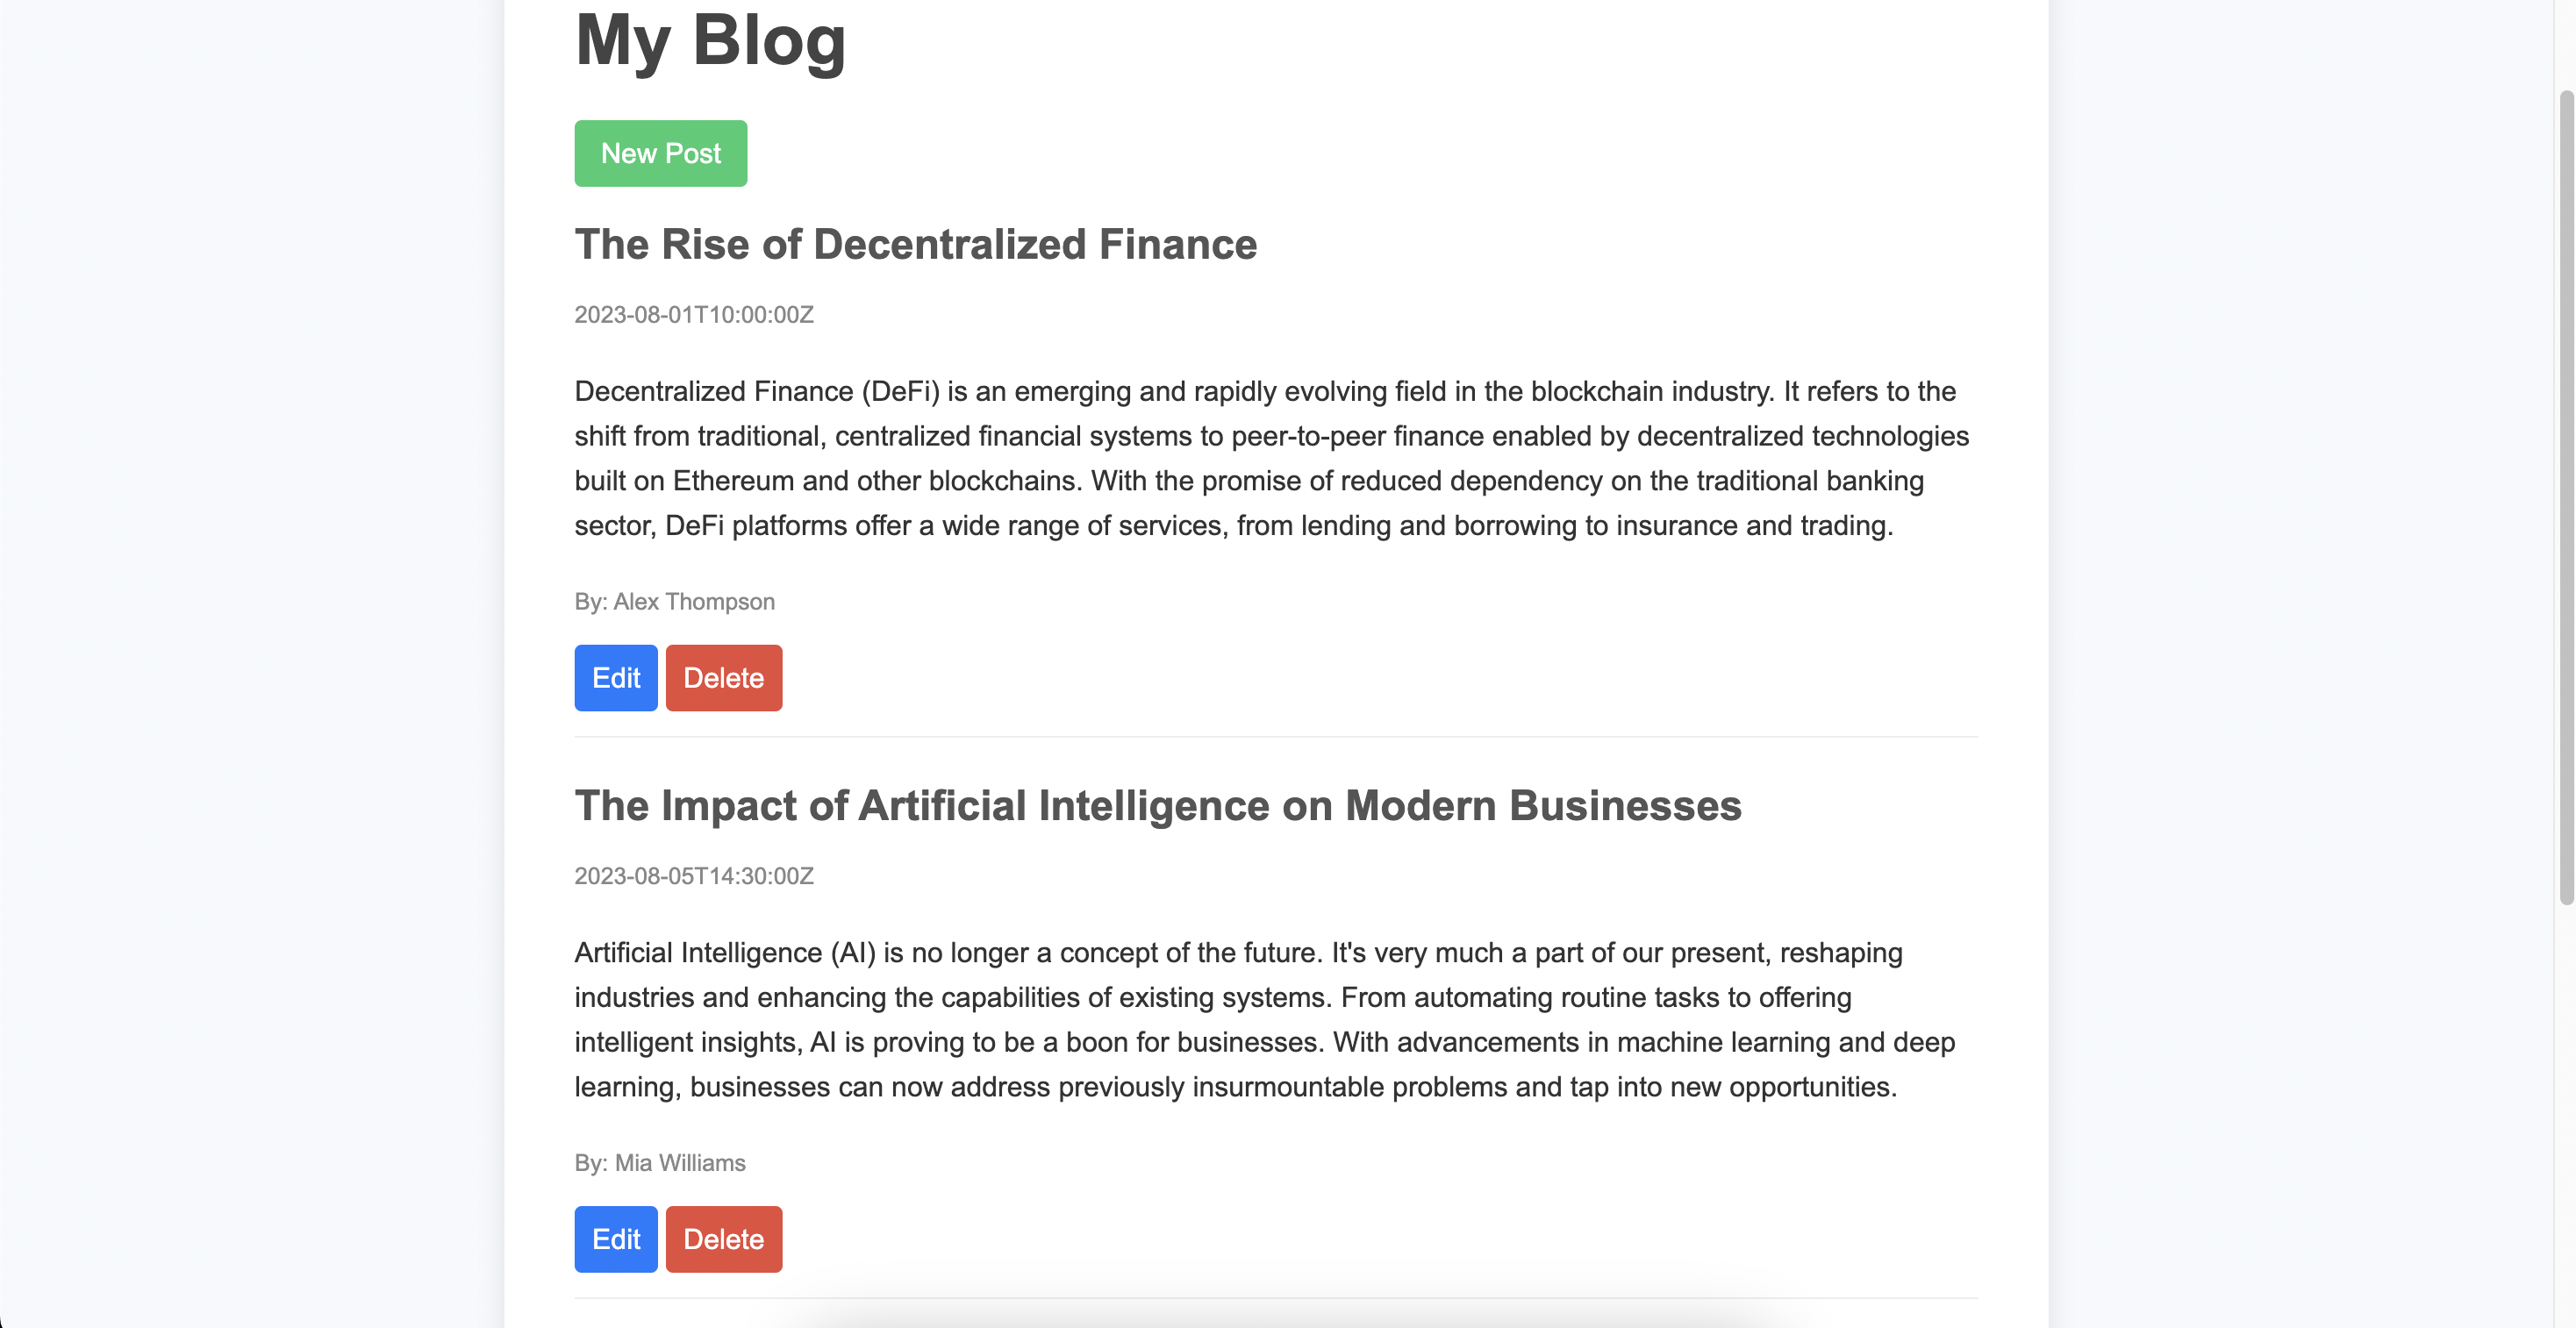 My Blog
New Post
The Rise of Decentralized Finance
2023-08-01T10:00:00Z
Decentralized Finance (DeFi) is an emerging and rapidly evolving field in the blockchain industry. It refers to the
shift from traditional, centralized financial systems to peer-to-peer finance enabled by decentralized technologies
built on Ethereum and other blockchains. With the promise of reduced dependency on the traditional banking
sector, DeFi platforms offer a wide range of services, from lending and borrowing to insurance and trading.
By: Alex Thompson
Edit Delete
The Impact of Artificial Intelligence on Modern Businesses
2023-08-05T14:30:00Z
Artificial Intelligence (AI) is no longer a concept of the future. It's very much a part of our present, reshaping
industries and enhancing the capabilities of existing systems. From automating routine tasks to offering
intelligent insights, AI is proving to be a boon for businesses. With advancements in machine learning and deep
learning, businesses can now address previously insurmountable problems and tap into new opportunities.
By: Mia Williams
Edit Delete